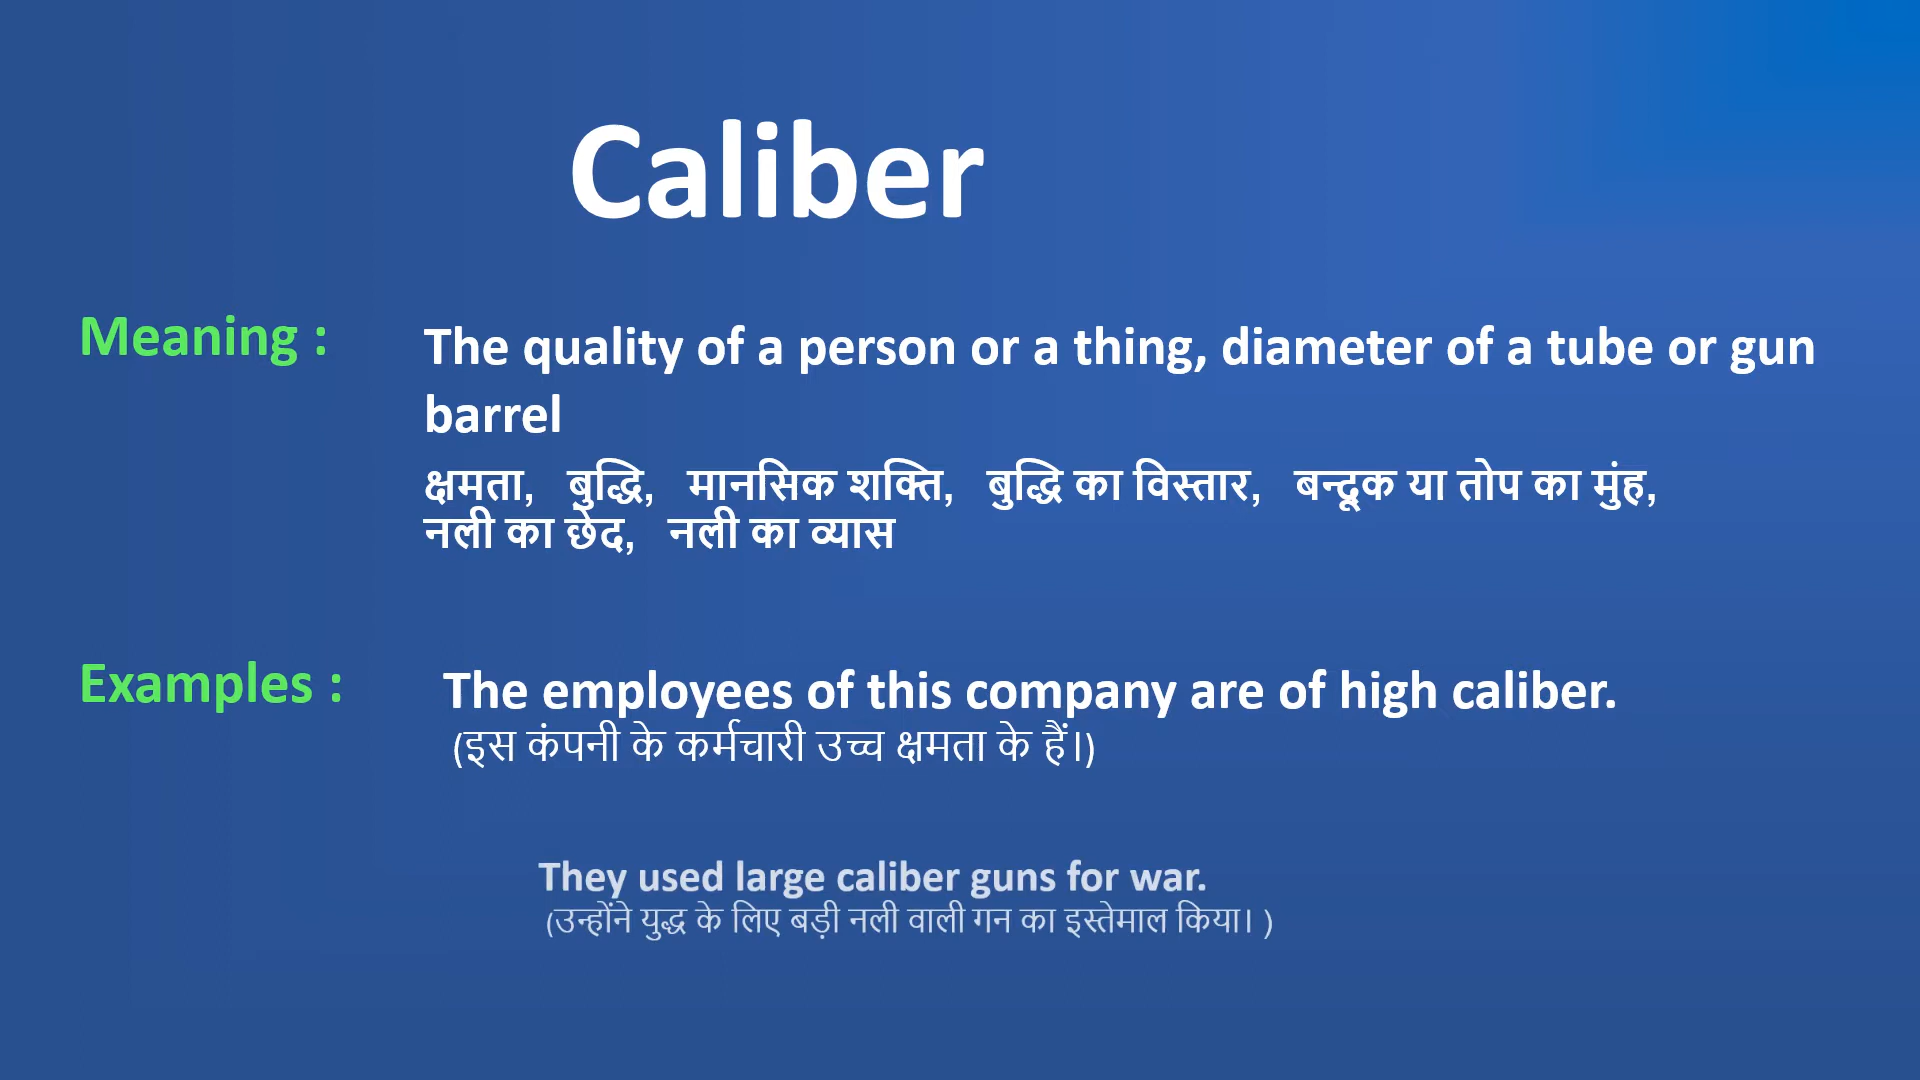 Caliber
Meaning :
The quality of a person or a thing, diameter of a tube or gun
barrel
क्षमता, बुद्धि, मानसिक शक्ति, बुद्धि का विस्तार, बन्दूक या तोप का मुंह,
नली का छेद, नली का व्यास
Examples :
The employees of this company are of high caliber.
(इस कंपनी के कर्मचारी उच्च क्षमता के हैं।)
They used large caliber guns for war.
(उन्होंने युद्ध के लिए बड़ी नली वाली गन का इस्तेमाल किया। )